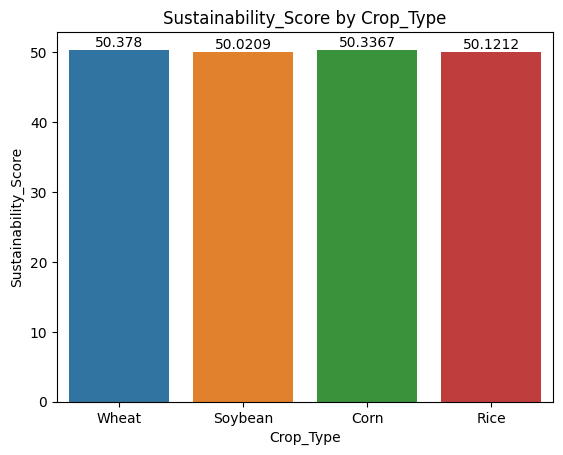 Sustainability_Score by Crop_Type
50.378 50.0209 50.3367 50.1212
50
40
30
20
10
0
Sustainability_Score
Wheat Soybean Corn Rice
Crop_Type